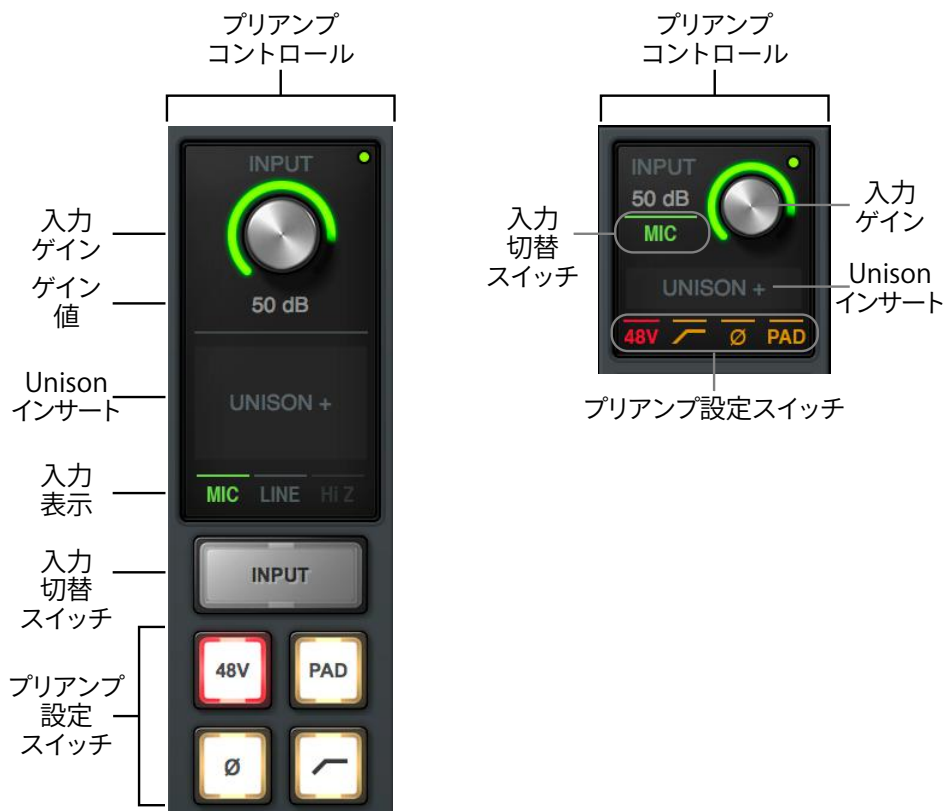 プリアンプ
コントロール
INPUT
50 dB
UNISON +
MIC LINE Hi Z
INPUT
48V PAD
Ø
入力
ゲイン
ゲイン
値
Unison
インサート
入力
表示
入力
切替
スイッチ
プリアンプ
設定
スイッチ
プリアンプ
コントロール
INPUT
50 dB
MIC
UNISON +
48V Ø PAD
入力
切替
スイッチ
入力
ゲイン
Unison
インサート
プリアンプ設定スイッチ